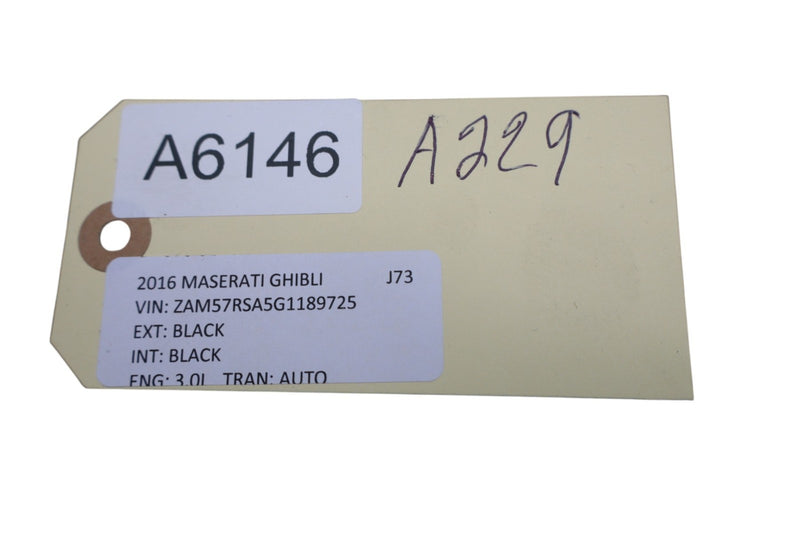 A6146
A229
2016 MASERATI GHIBLI J73
VIN: ZAM57RSA5G1189725
EXT: BLACK
INT: BLACK
ENG: 3.0L TRAN: AUTO